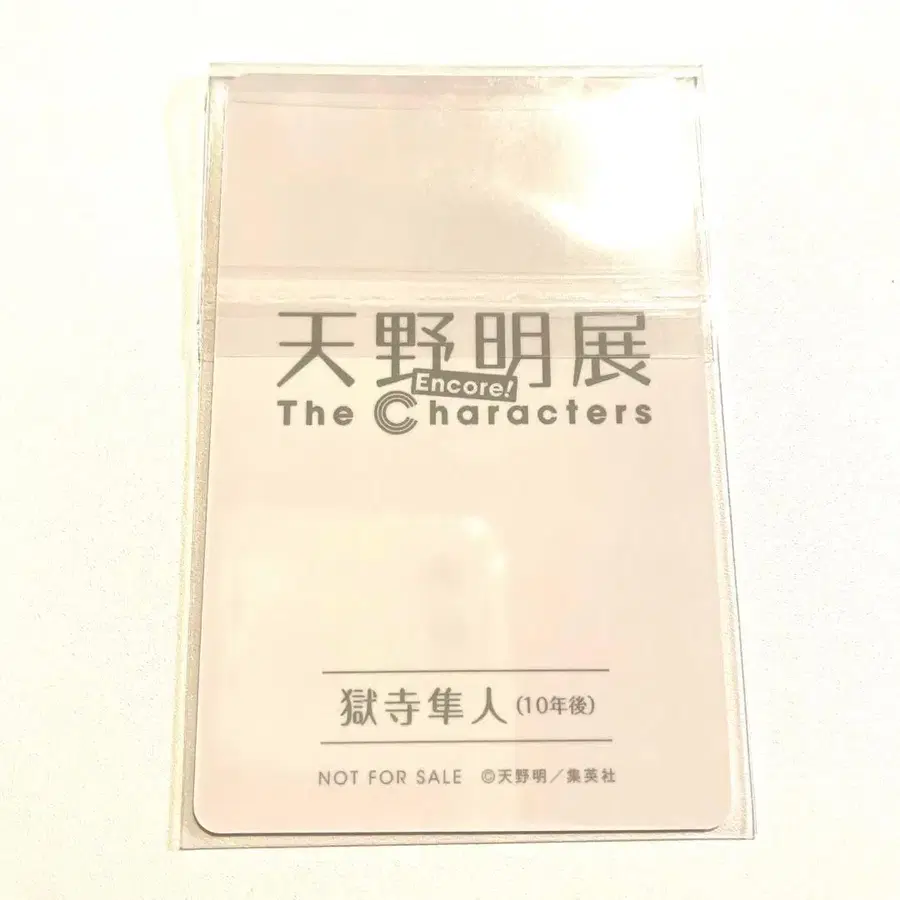 天野明展
Encore!
The Characters
獄寺隼人(10年後)
NOT FOR SALE ©天野明/集英社